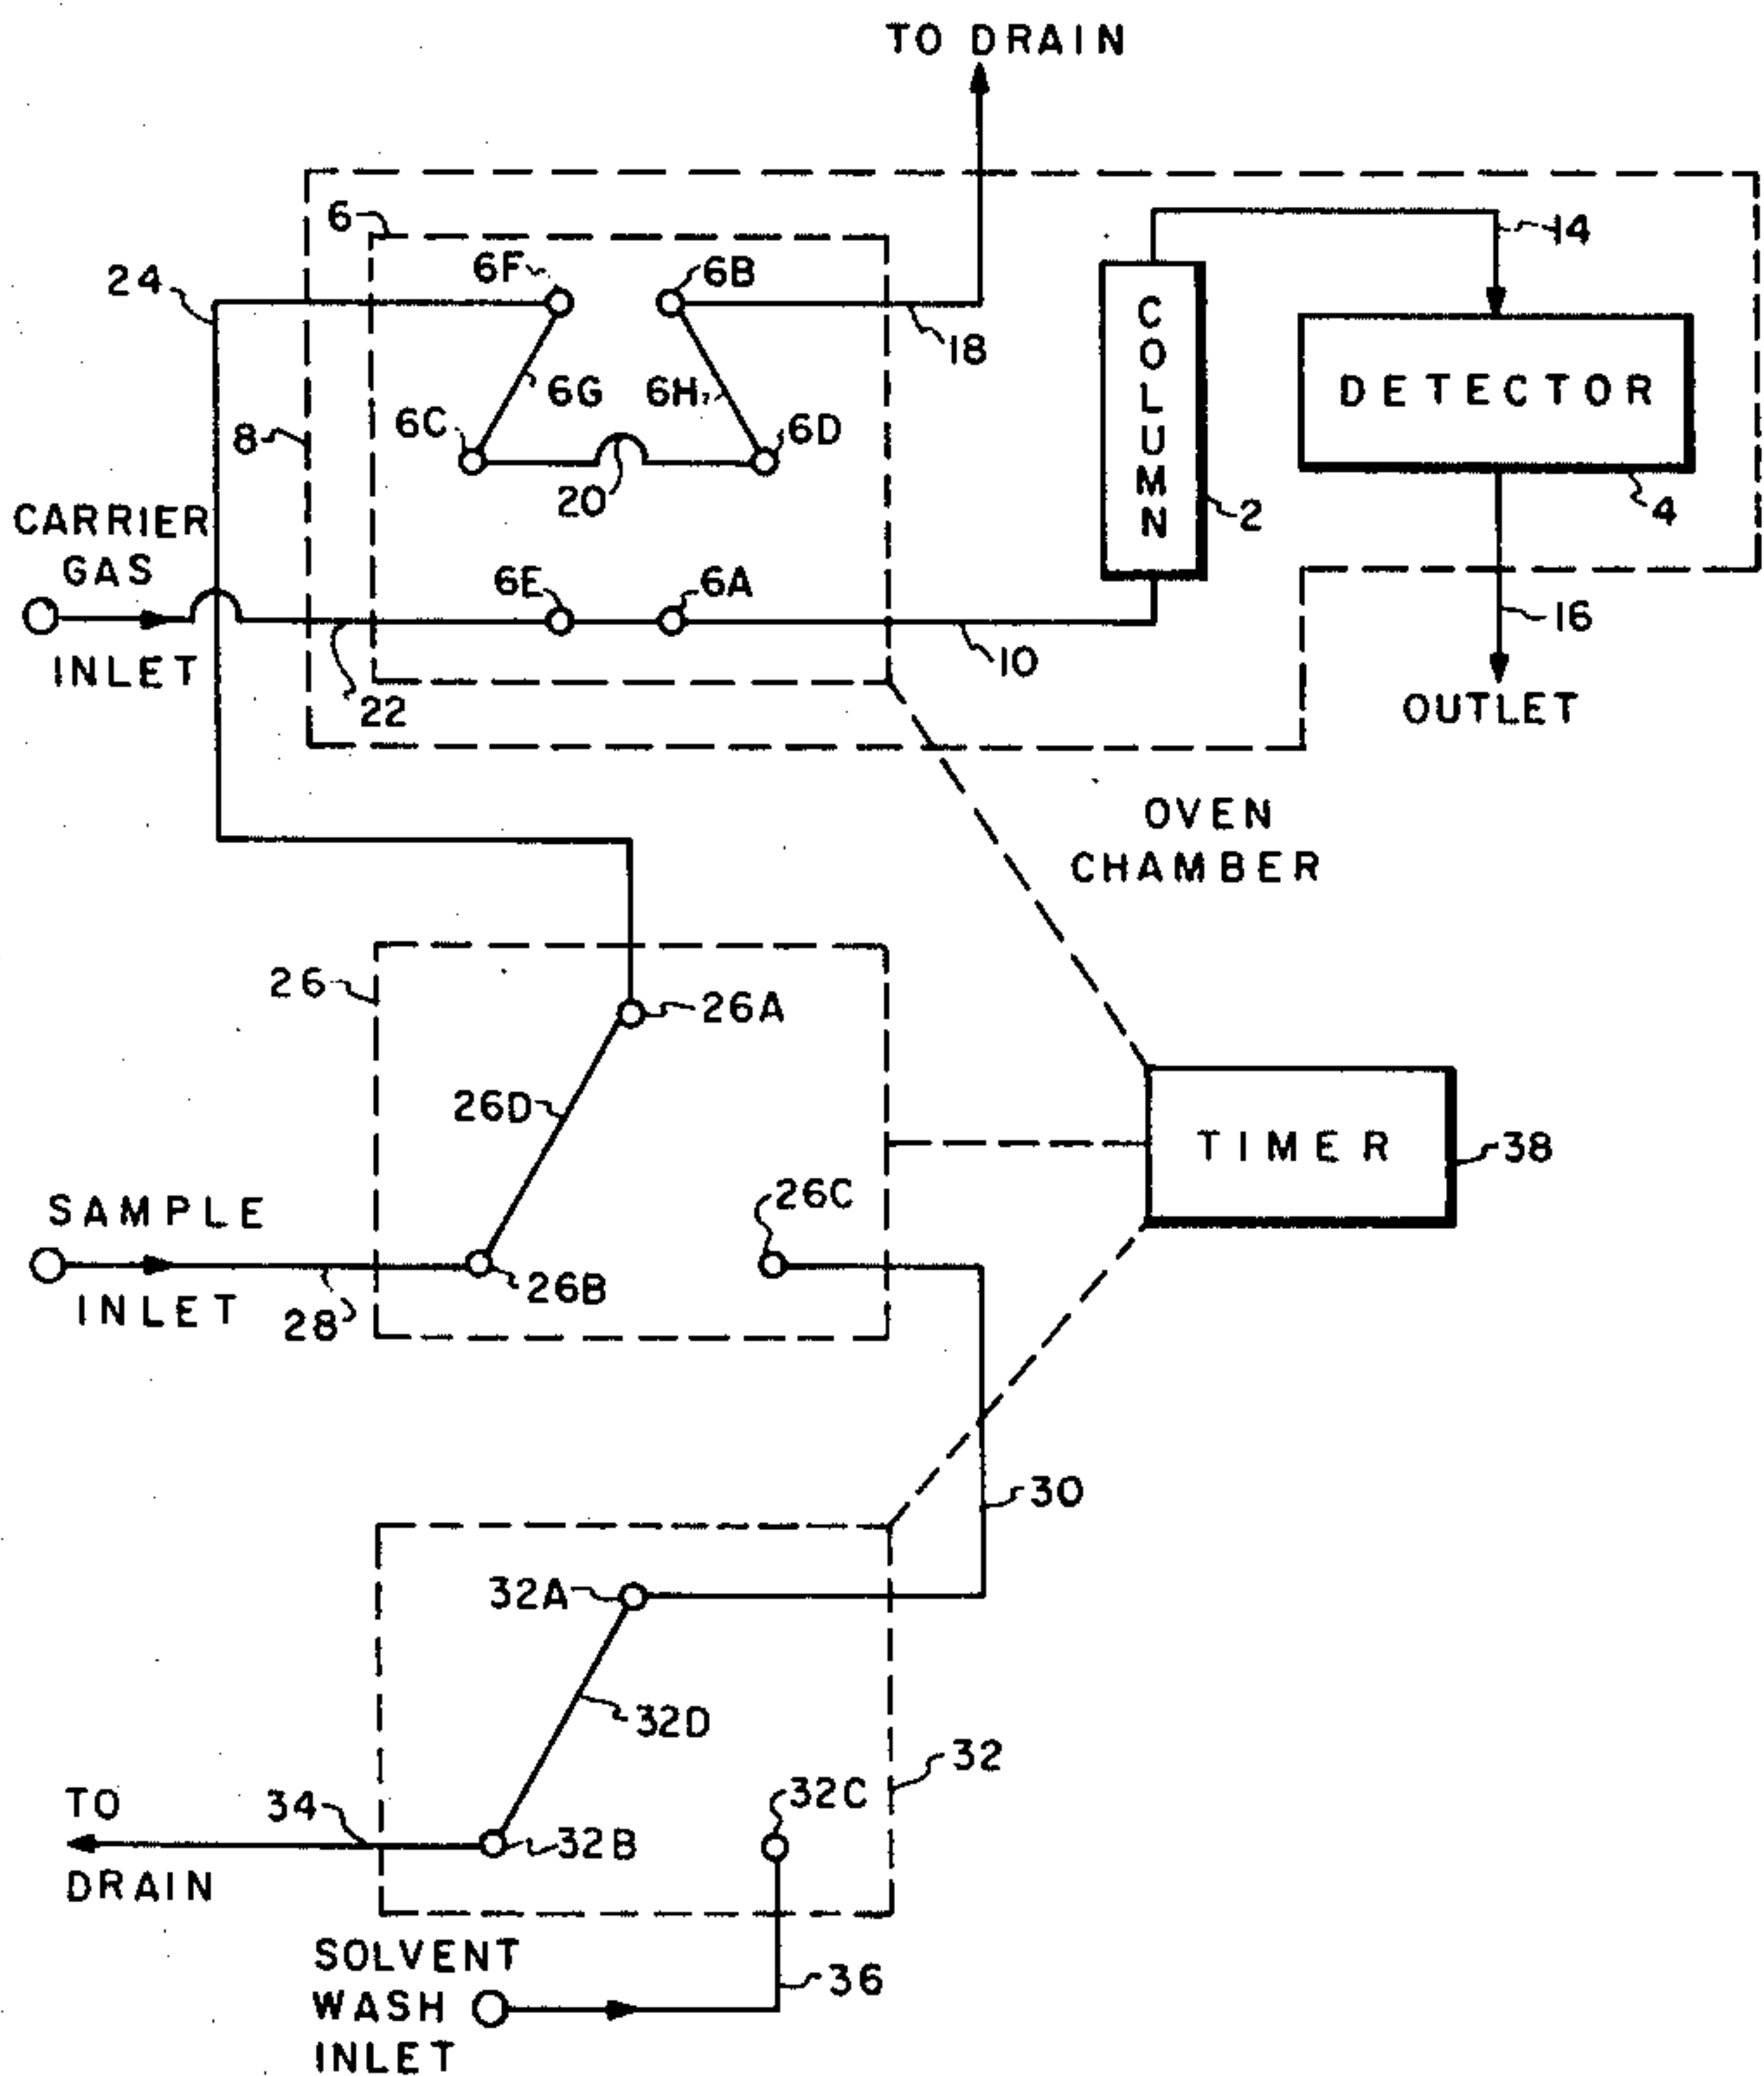 TO DRAIN
6
14
24
6F
6B
18
6G
6H
6C
6D
8
20
COLUMN
DETECTOR
2
4
CARRIER
GAS
INLET
6E
6A
10
16
22
OUTLET
OVEN
CHAMBER
26
26A
26D
TIMER
38
SAMPLE
INLET
26C
26B
28
30
32A
32D
32
TO
DRAIN
34
32B
32C
SOLVENT
WASH
INLET
36